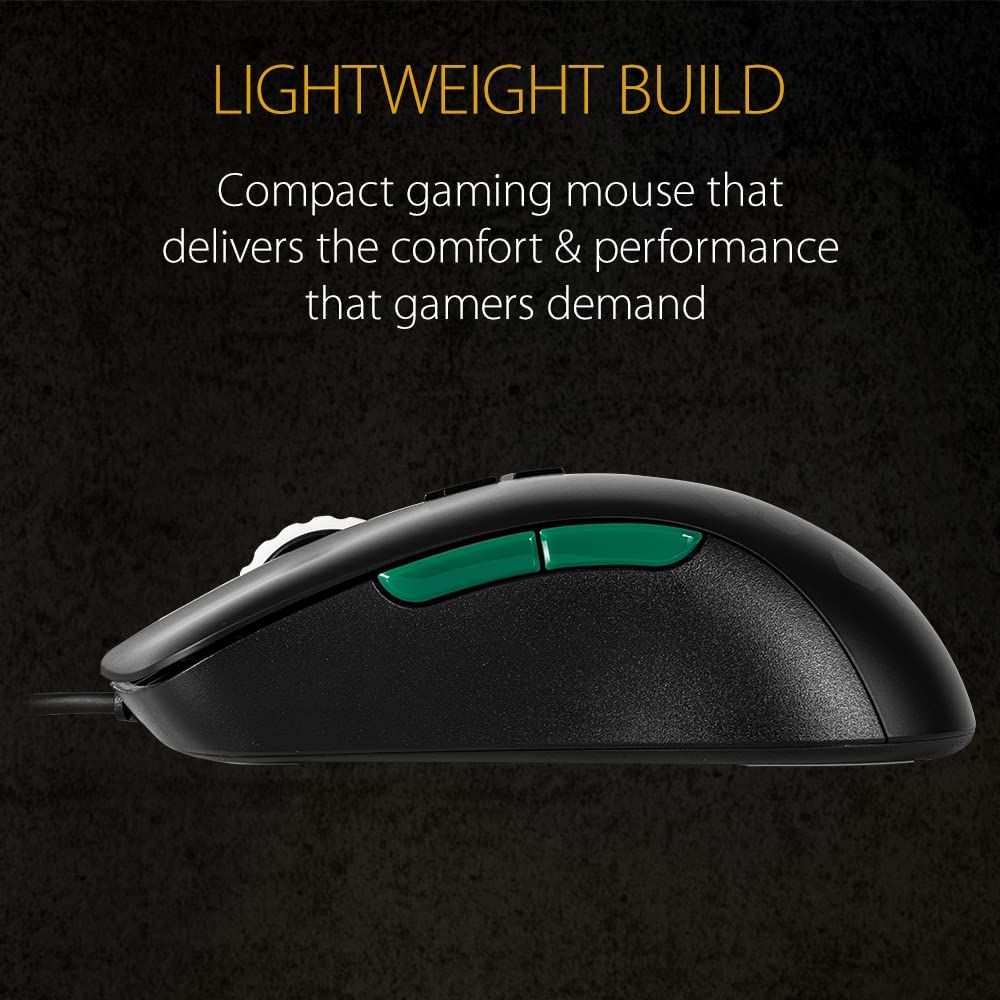 LIGHTWEIGHT BUILD
Compact gaming mouse that
delivers the comfort & performance
that gamers demand